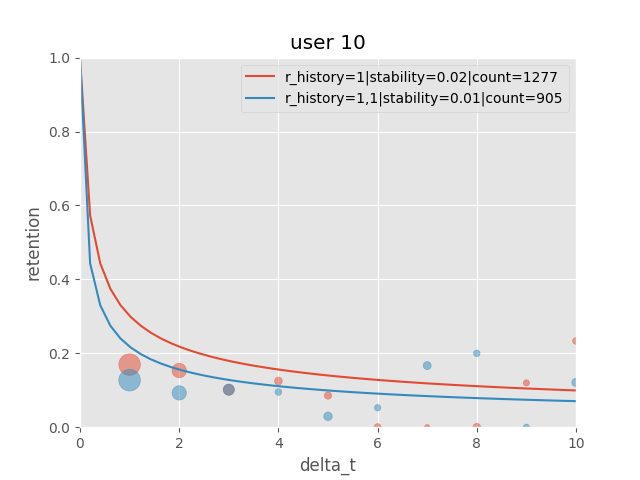 user 10
r_history=1|stability=0.02|count=1277
r_history=1,1|stability=0.01|count=905
retention
1.0
0.8
0.6
0.4
0.2
0.0
0 2 4 6 8 10
delta_t